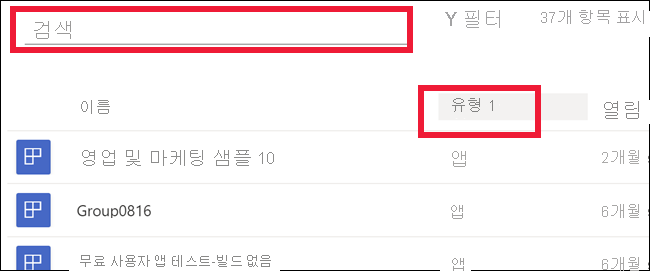 검색
Y 필터
37개 항목 표시
이름
유형 1
열림
영업 및 마케팅 샘플 10
앱
2개월
Group0816
앱
6개월
무료 사용자 앱 테스트-빌드 없음
앱
6개월